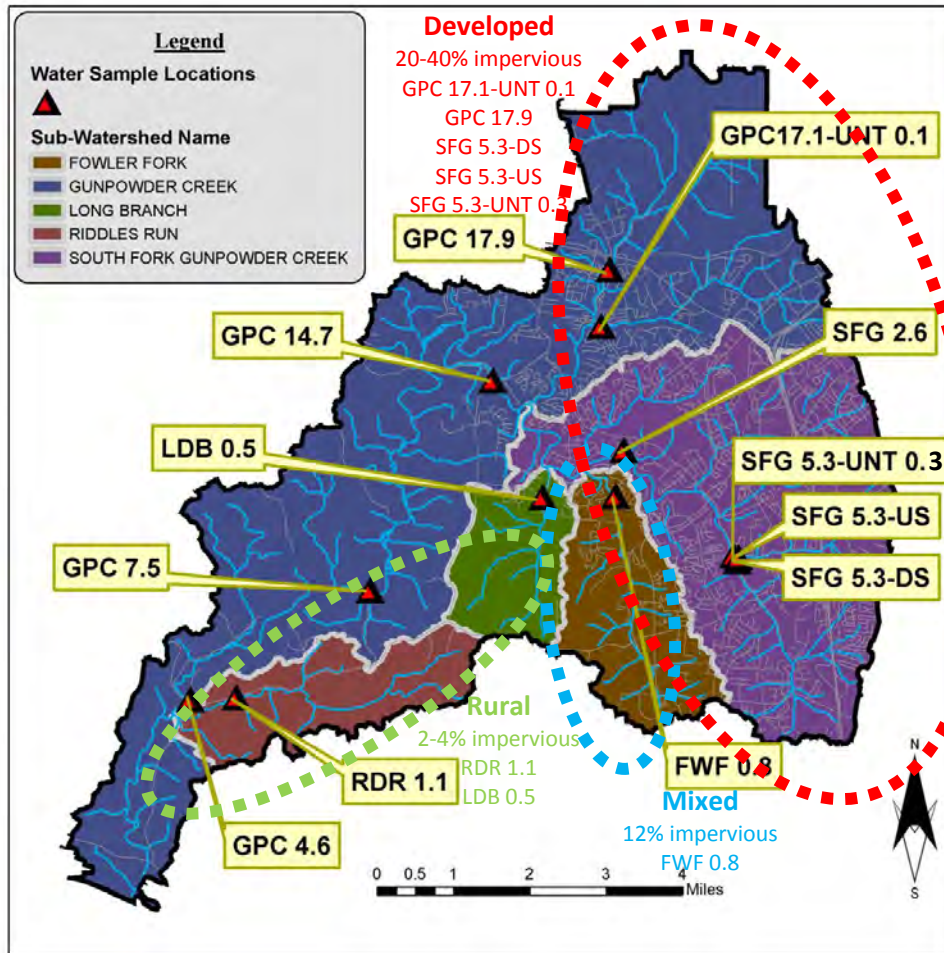 Legend
Water Sample Locations
Sub-Watershed Name
FOWLER FORK
GUNPOWDER CREEK
LONG BRANCH
RIDDLES RUN
SOUTH FORK GUNPOWDER CREEK
Developed
20-40% impervious
GPC 17.1-UNT 0.1
GPC 17.9
SFG 5.3-DS
SFG 5.3-US
SFG 5.3-UNT 0.3
GPC17.1-UNT 0.1
GPC 17.9
GPC 14.7
SFG 2.6
LDB 0.5
SFG 5.3-UNT 0.3
SFG 5.3-US
SFG 5.3-DS
GPC 7.5
Rural
2-4% impervious
RDR 1.1
LDB 0.5
RDR 1.1
GPC 4.6
FWF 0.8
Mixed
12% impervious
FWF 0.8
N
S
0 0.5 1 2 3 4
Miles